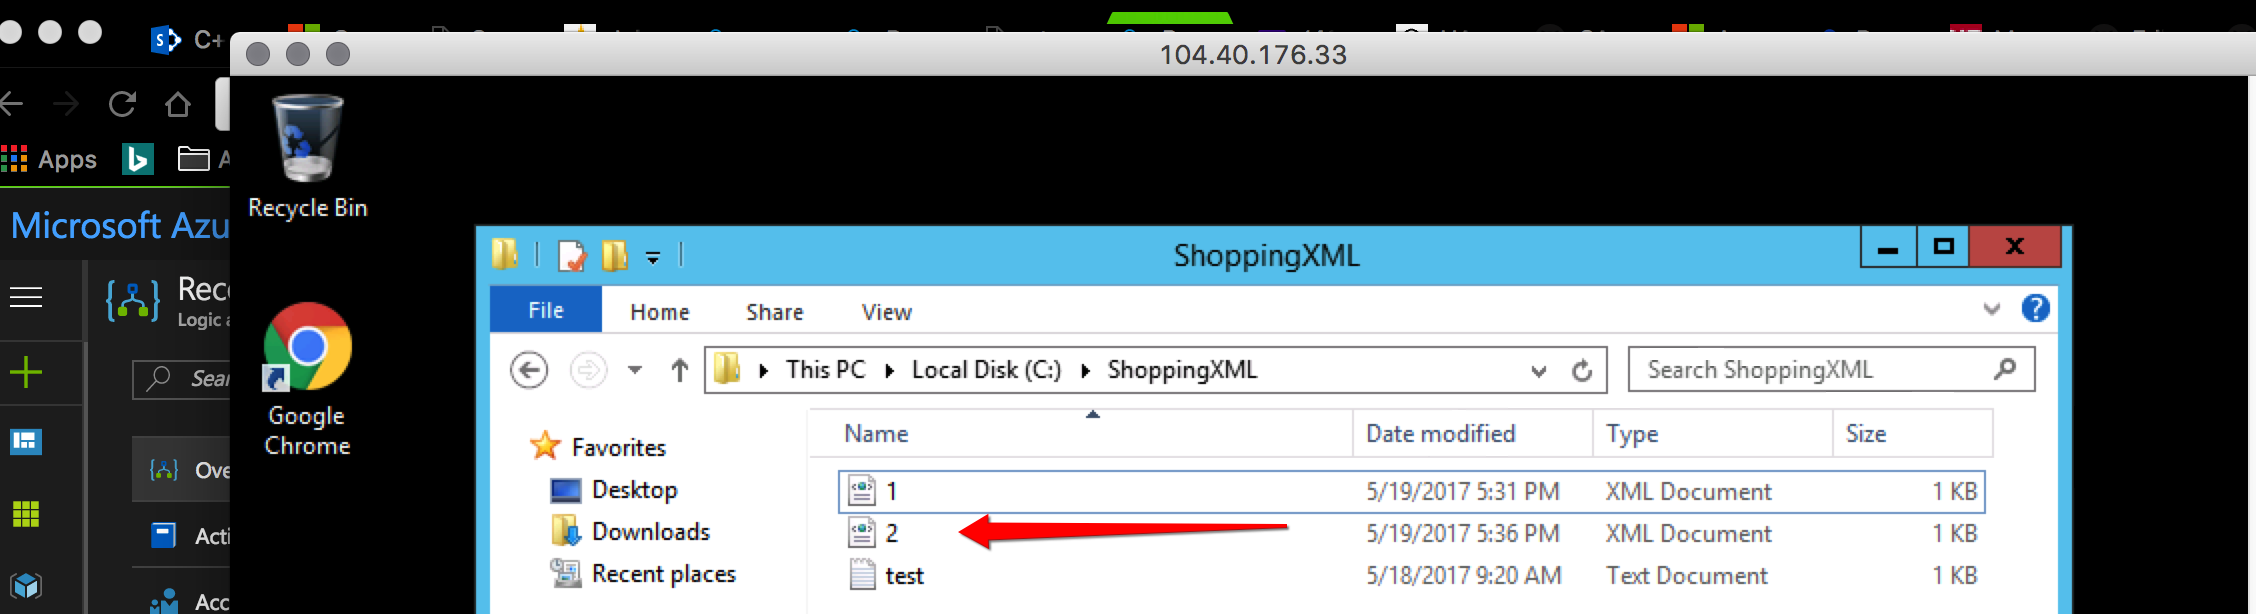 C+
104.40.176.33
Apps
Recycle Bin
Microsoft Azu
ShoppingXML
Rece
Logic a
File Home Share View
This PC Local Disk (C:) ShoppingXML
Search ShoppingXML
Sear
Google
Chrome
Name Date modified Type Size
Favorites
Ove
Desktop
1 5/19/2017 5:31 PM XML Document 1 KB
Downloads
2 5/19/2017 5:36 PM XML Document 1 KB
Acti
Recent places
test 5/18/2017 9:20 AM Text Document 1 KB
Acc